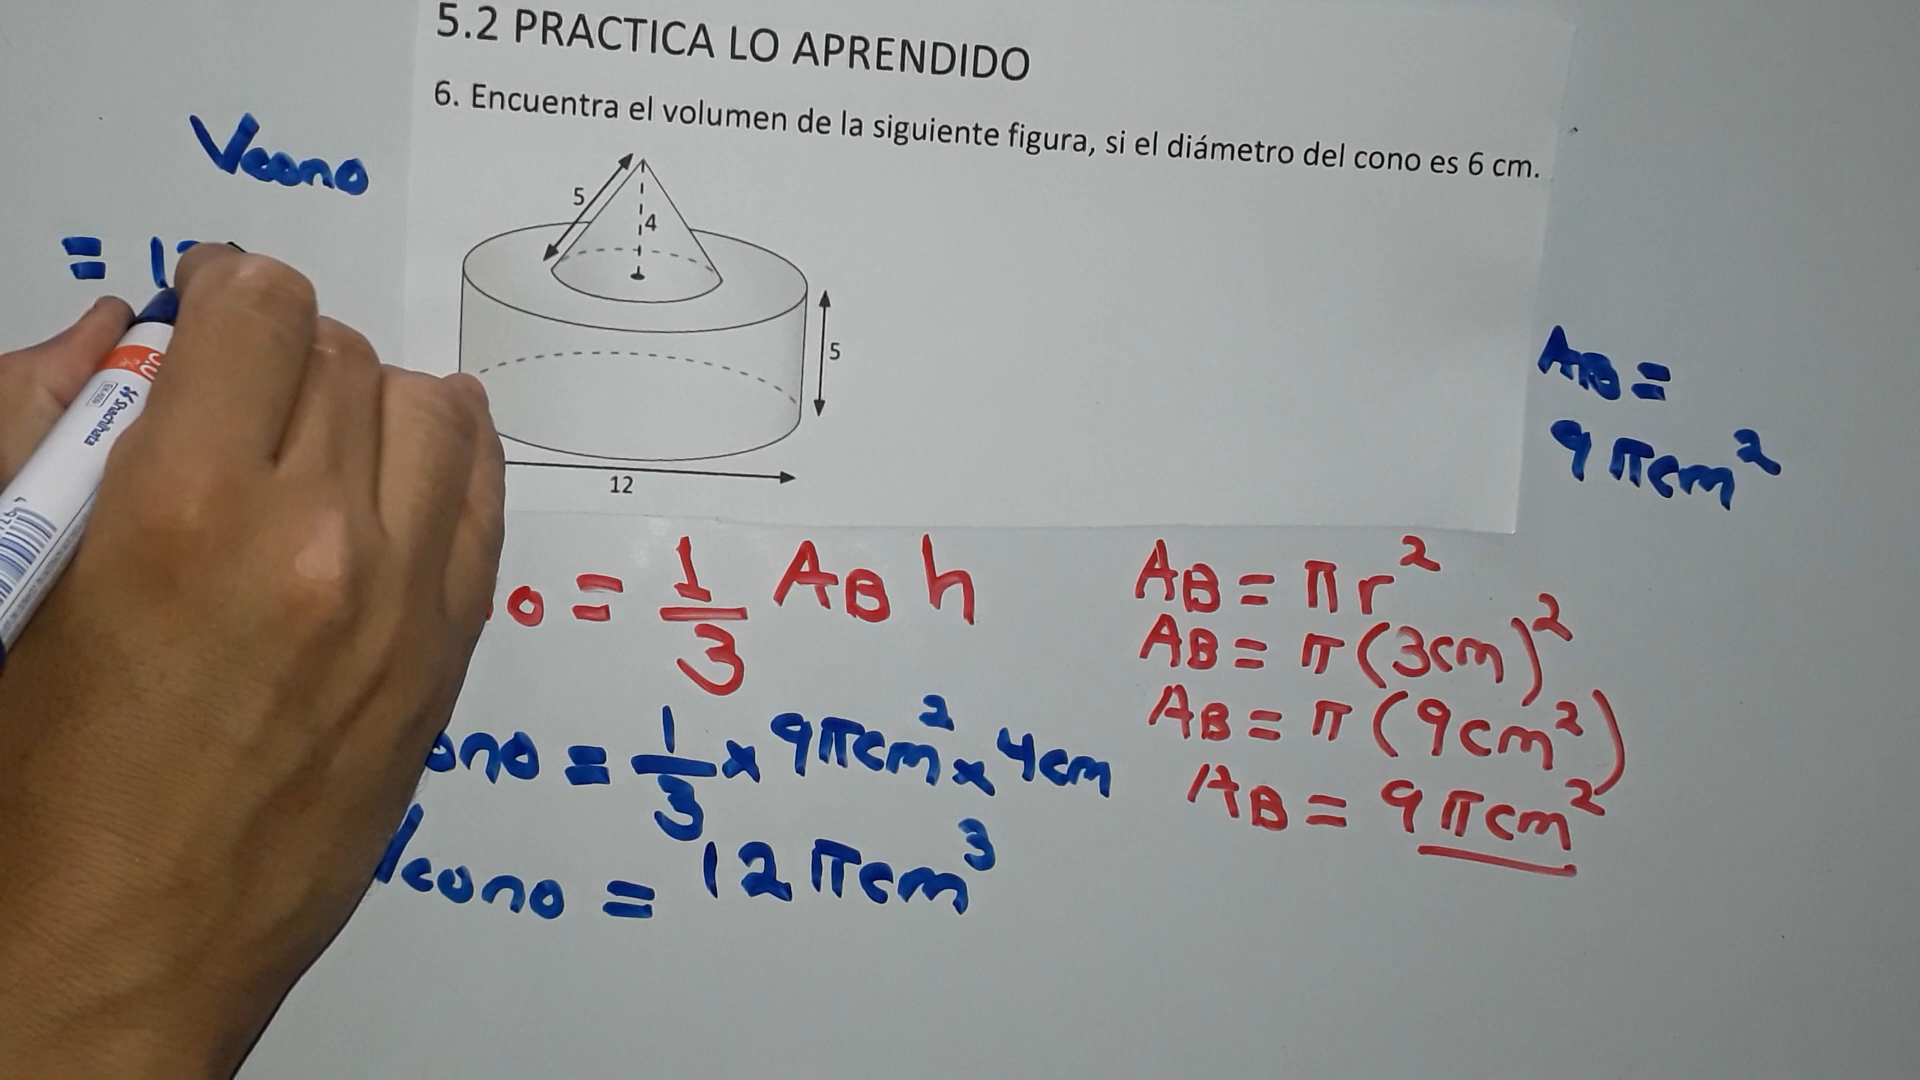 5.2 PRACTICA LO APRENDIDO
6. Encuentra el volumen de la siguiente figura, si el diámetro del cono es 6 cm.
Vcono
=
5
4
5
12
AB =
9πcm²
= 1/3 AB h
ono = 1/3 x 9πcm² x 4cm
Vcono = 12πcm³
AB = πr²
AB = π(3cm)²
AB = π(9cm²)
AB = 9πcm²
Shachihata